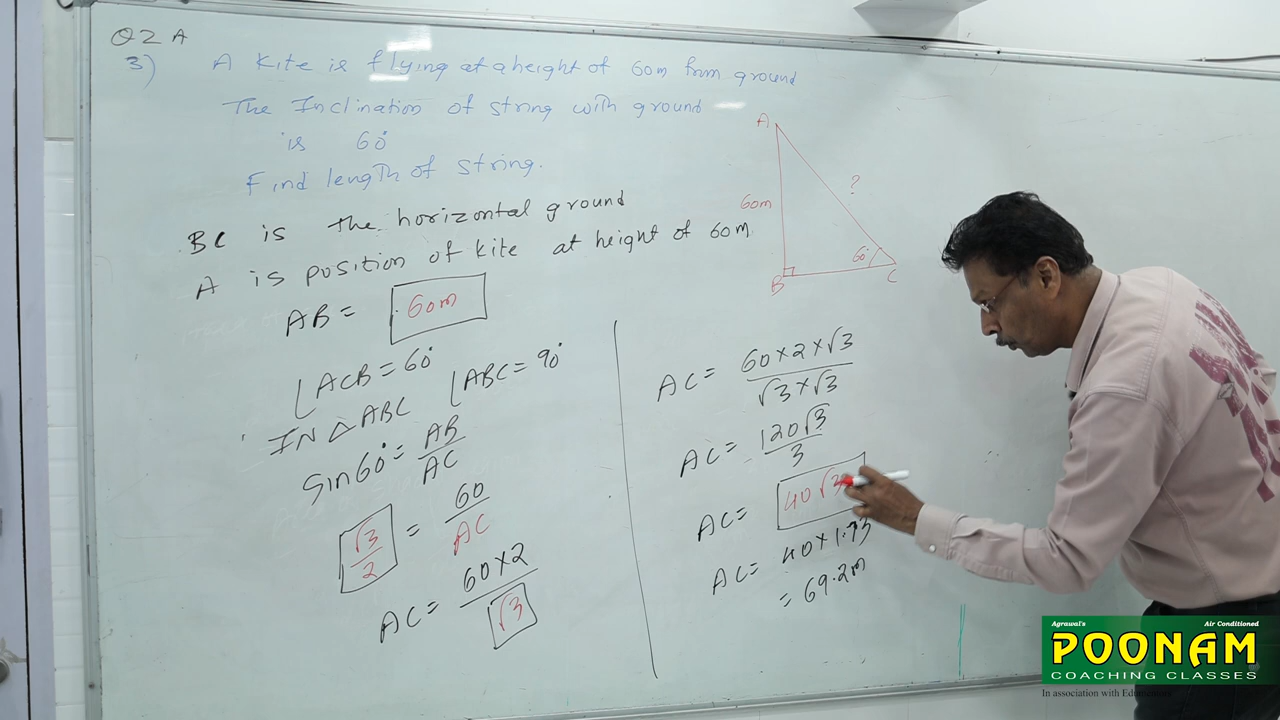 Q2 A
3) A kite is flying at a height of 60m from ground
The Inclination of string with ground
is 60°
Find length of string.
BC is the horizontal ground
A is position of kite at height of 60m
AB = 60m
∠ACB = 60° ∠ABC = 90°
IN △ ABC
Sin60° = AB/AC
√3/2 = 60/AC
AC = 60×2/√3
A
60m
?
60°
B
C
AC = 60×2×√3/√3×√3
AC = 120√3/3
AC = 40√3
AC = 40×1.73
= 69.2m
Agrawal's Air Conditioned
POONAM
COACHING CLASSES
In association with